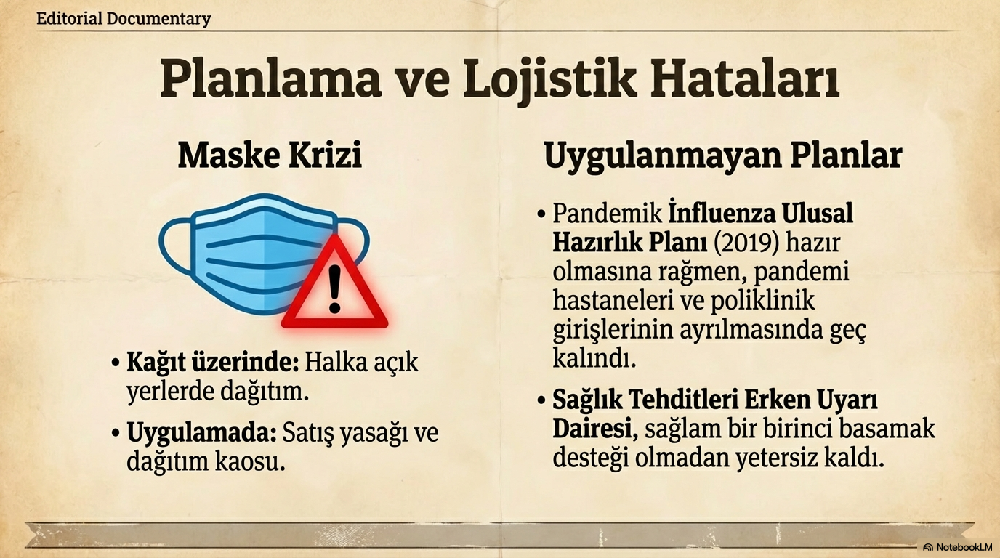 Editorial Documentary
Planlama ve Lojistik Hataları
Maske Krizi
• Kağıt üzerinde: Halka açık
yerlerde dağıtım.
• Uygulamada: Satış yasağı ve
dağıtım kaosu.
Uygulanmayan Planlar
• Pandemik İnfluenza Ulusal
Hazırlık Planı (2019) hazır
olmasına rağmen, pandemi
hastaneleri ve poliklinik
girişlerinin ayrılmasında geç
kalındı.
• Sağlık Tehditleri Erken Uyarı
Dairesi, sağlam bir birinci basamak
desteği olmadan yetersiz kaldı.
NotebookLM